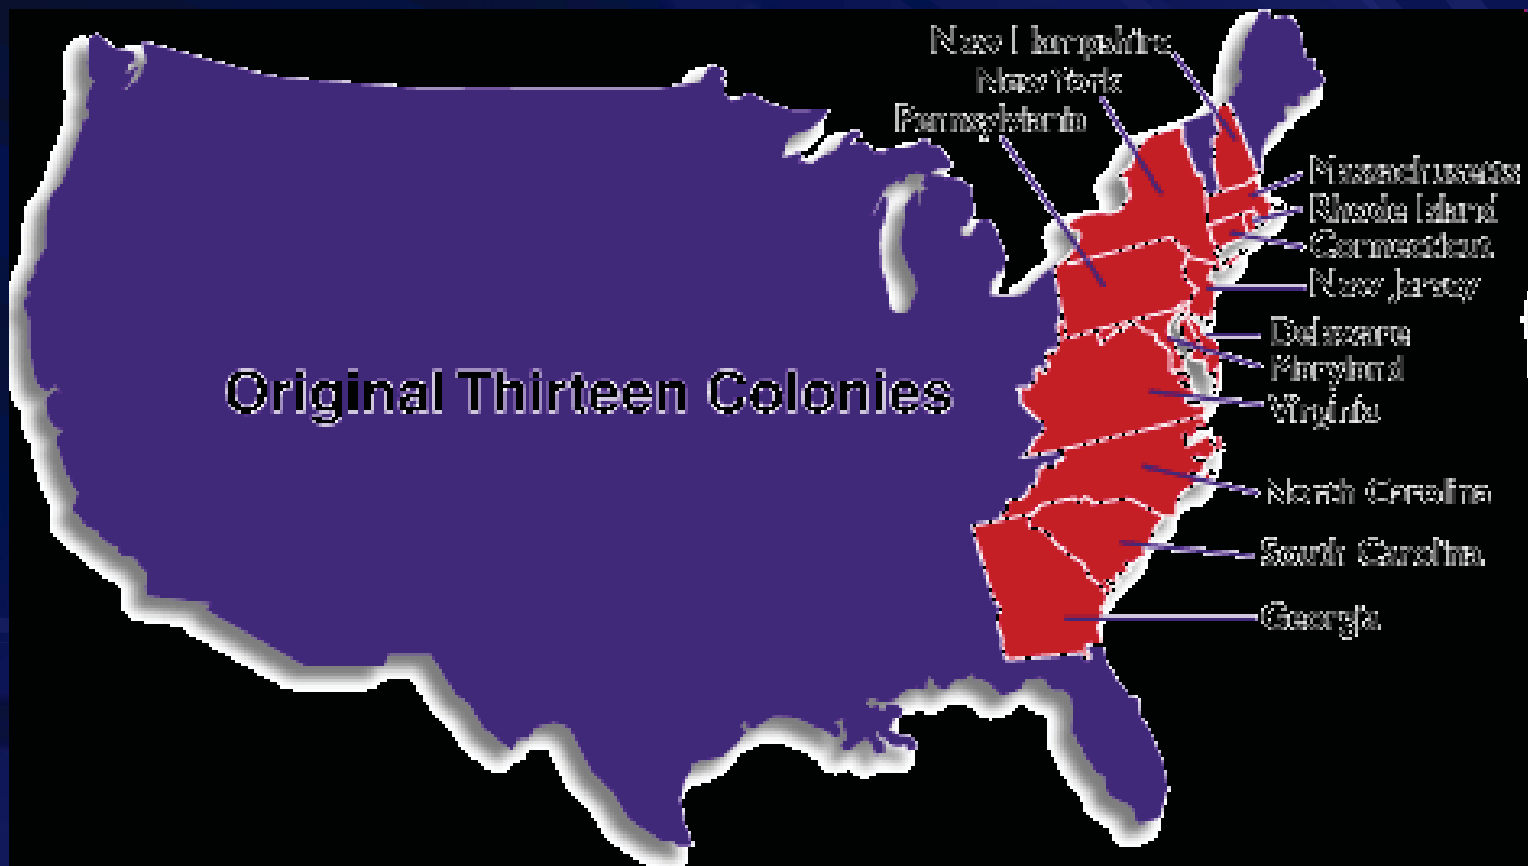 New Hampshire
New York
Pennsylvania
Massachusetts
Rhode Island
Connecticut
New Jersey
Delaware
Maryland
Original Thirteen Colonies
Virginia
North Carolina
South Carolina
Georgia